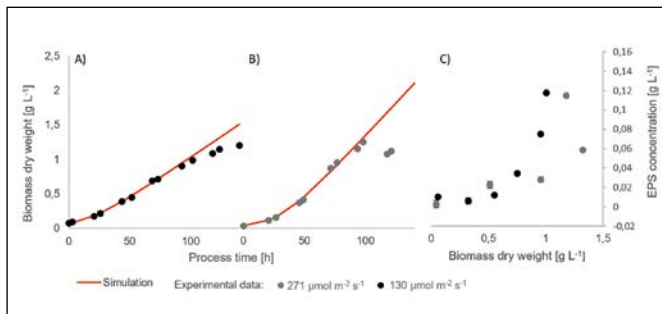 A)
B)
C)
2,5
2
1,5
1
0,5
0
Biomass dry weight [g L⁻¹]
0 50 100
0 50 100
Process time [h]
0,16
0,14
0,12
0,10
0,08
0,06
0,04
0,02
0
-0,02
EPS concentration [g L⁻¹]
0 0,5 1 1,5
Biomass dry weight [g L⁻¹]
Simulation Experimental data: 271 µmol m⁻² s⁻¹ 130 µmol m⁻² s⁻¹